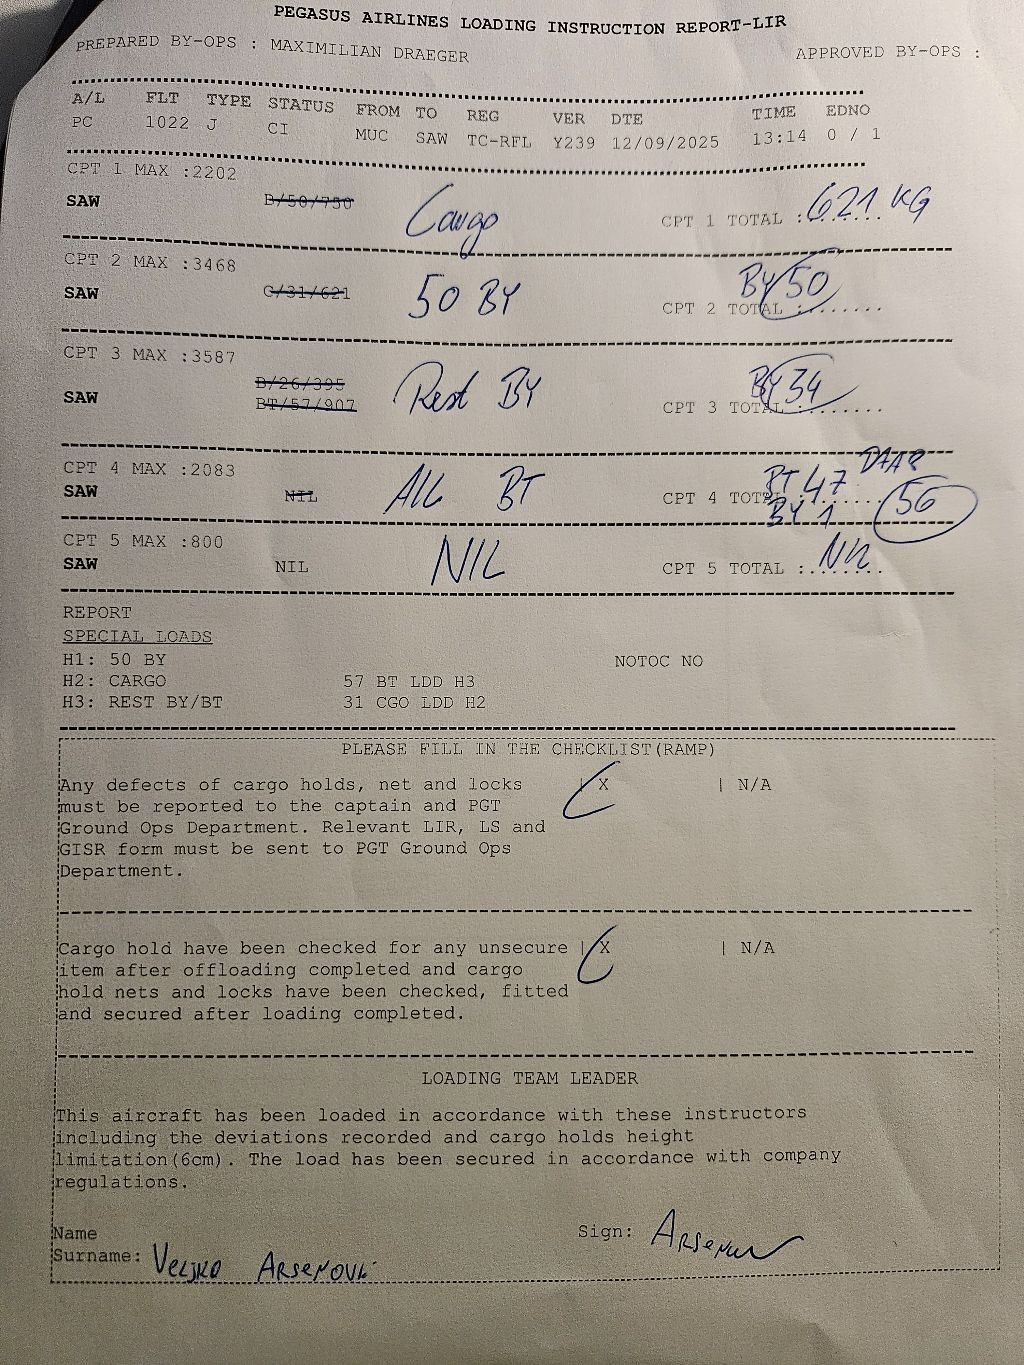 PEGASUS AIRLINES LOADING INSTRUCTION REPORT-LIR
PREPARED BY-OPS : MAXIMILIAN DRAEGER APPROVED BY-OPS :
A/L FLT TYPE STATUS FROM TO REG VER DTE TIME EDNO
PC 1022 J CI MUC SAW TC-RFL Y239 12/09/2025 13:14 0 / 1
CPT 1 MAX :2202
SAW B/50/750 Cargo CPT 1 TOTAL :621 KG
CPT 2 MAX :3468
SAW C/31/621 50 BY CPT 2 TOTAL :........ BY 50
CPT 3 MAX :3587
B/26/395
SAW BT/57/907 Rest BY CPT 3 TOTAL :........ BY 34
CPT 4 MAX :2083
SAW NIL All BT CPT 4 TOTAL BT 47
BY 1 56
CPT 5 MAX :800
SAW NIL NIL CPT 5 TOTAL :........ NIL
REPORT
SPECIAL LOADS
H1: 50 BY NOTOC NO
H2: CARGO 57 BT LDD H3
H3: REST BY/BT 31 CGO LDD H2
PLEASE FILL IN THE CHECKLIST(RAMP)
Any defects of cargo holds, net and locks | X | N/A
must be reported to the captain and PGT
Ground Ops Department. Relevant LIR, LS and
GISR form must be sent to PGT Ground Ops
Department.
Cargo hold have been checked for any unsecure | X | N/A
item after offloading completed and cargo
hold nets and locks have been checked, fitted
and secured after loading completed.
LOADING TEAM LEADER
This aircraft has been loaded in accordance with these instructors
including the deviations recorded and cargo holds height
limitation(6cm). The load has been secured in accordance with company
regulations.
Name Sign:
Surname: Veljko